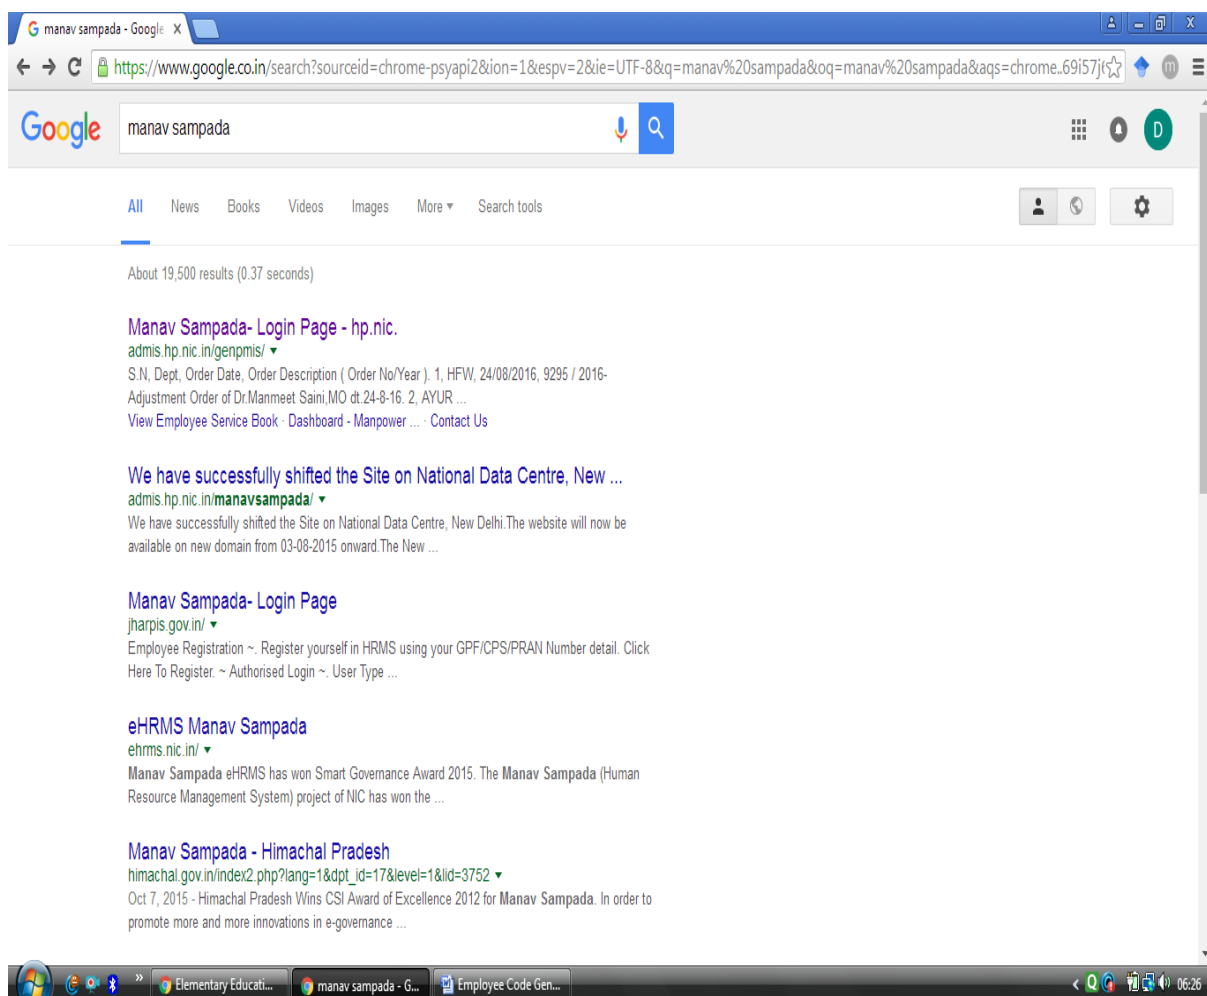 manav sampada - Google
https://www.google.co.in/search?sourceid=chrome-psyapi2&ion=1&espv=2&ie=UTF-8&q=manav%20sampada&oq=manav%20sampada&aqs=chrome..69i57j6
Google manav sampada D
All News Books Videos Images More Search tools
About 19,500 results (0.37 seconds)
Manav Sampada- Login Page - hp.nic.
admis.hp.nic.in/genpmis/
S.N, Dept, Order Date, Order Description ( Order No/Year ). 1, HFW, 24/08/2016, 9295 / 2016-
Adjustment Order of Dr.Manmeet Saini,MO dt.24-8-16. 2, AYUR ...
View Employee Service Book · Dashboard - Manpower ... · Contact Us
We have successfully shifted the Site on National Data Centre, New ...
admis.hp.nic.in/manavsampada/
We have successfully shifted the Site on National Data Centre, New Delhi.The website will now be
available on new domain from 03-08-2015 onward.The New ...
Manav Sampada- Login Page
jharpis.gov.in/
Employee Registration ~. Register yourself in HRMS using your GPF/CPS/PRAN Number detail. Click
Here To Register. ~ Authorised Login ~. User Type ...
eHRMS Manav Sampada
ehrms.nic.in/
Manav Sampada eHRMS has won Smart Governance Award 2015. The Manav Sampada (Human
Resource Management System) project of NIC has won the ...
Manav Sampada - Himachal Pradesh
himachal.gov.in/index2.php?lang=1&dpt_id=17&level=1&lid=3752
Oct 7, 2015 - Himachal Pradesh Wins CSI Award of Excellence 2012 for Manav Sampada. In order to
promote more and more innovations in e-governance ...
Elementary Educati... manav sampada - G... Employee Code Gen... 06:26